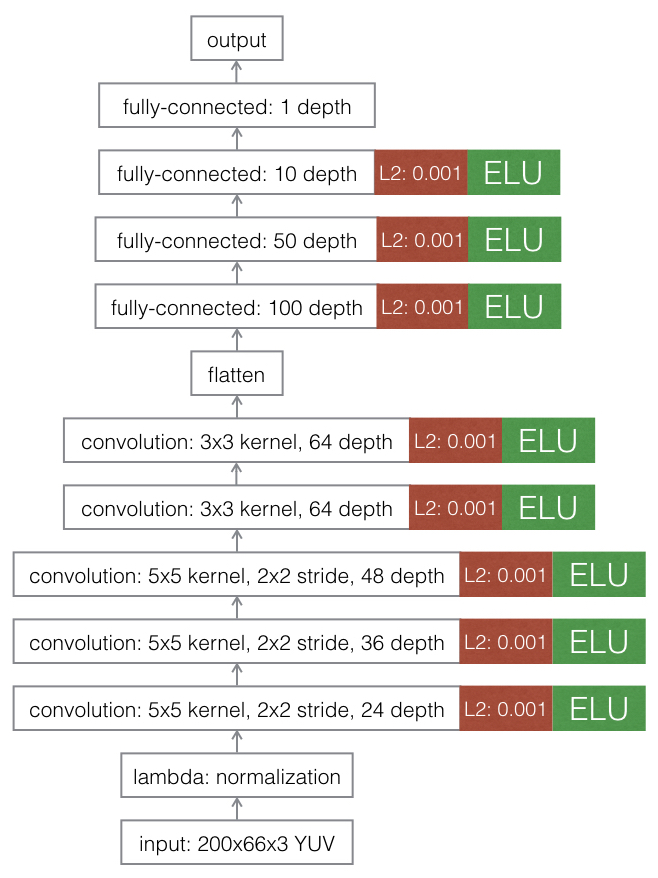 output
fully-connected: 1 depth
fully-connected: 10 depth L2: 0.001 ELU
fully-connected: 50 depth L2: 0.001 ELU
fully-connected: 100 depth L2: 0.001 ELU
flatten
convolution: 3x3 kernel, 64 depth L2: 0.001 ELU
convolution: 3x3 kernel, 64 depth L2: 0.001 ELU
convolution: 5x5 kernel, 2x2 stride, 48 depth L2: 0.001 ELU
convolution: 5x5 kernel, 2x2 stride, 36 depth L2: 0.001 ELU
convolution: 5x5 kernel, 2x2 stride, 24 depth L2: 0.001 ELU
lambda: normalization
input: 200x66x3 YUV